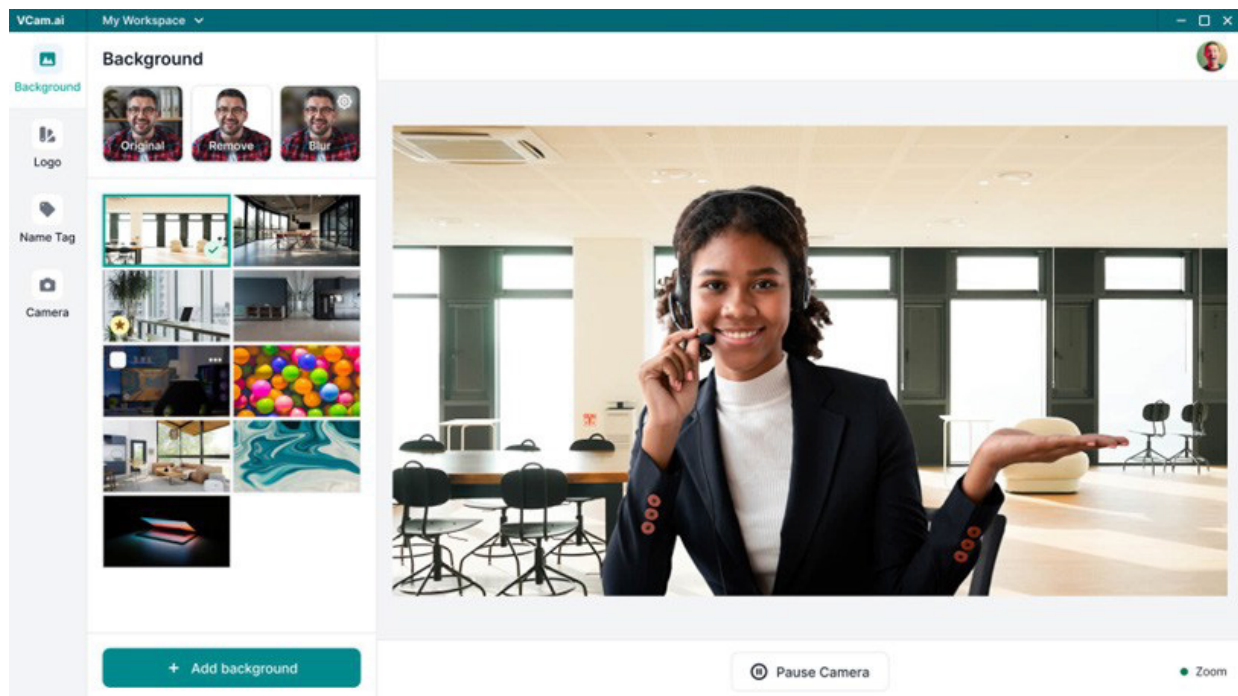 VCam.ai
My Workspace
Background
Background
Original
Remove
Blur
Logo
Name Tag
Camera
+ Add background
Pause Camera
Zoom